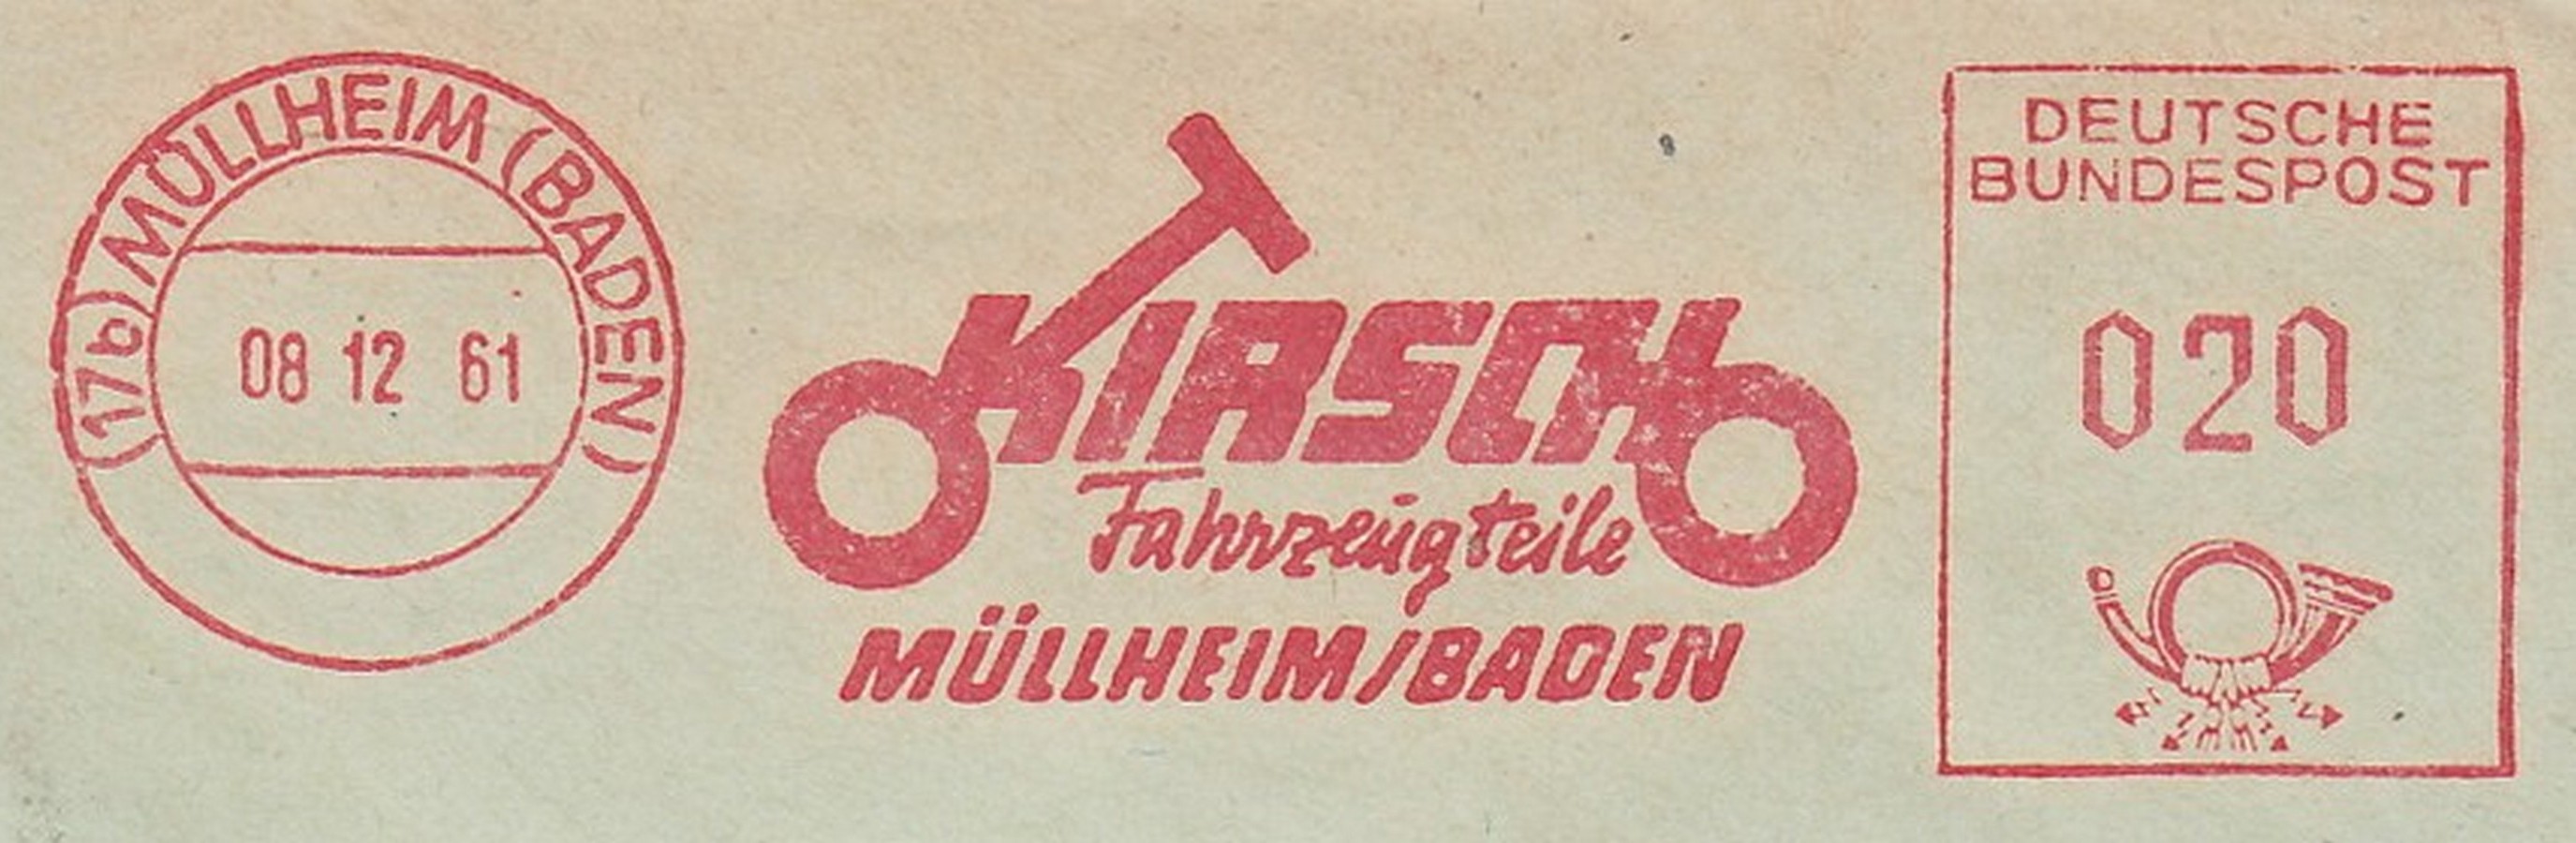 (17b) MÜLLHEIM (BADEN)
08 12 61
KIRSCH
Fahrzeugteile
MÜLLHEIM/BADEN
DEUTSCHE
BUNDESPOST
020